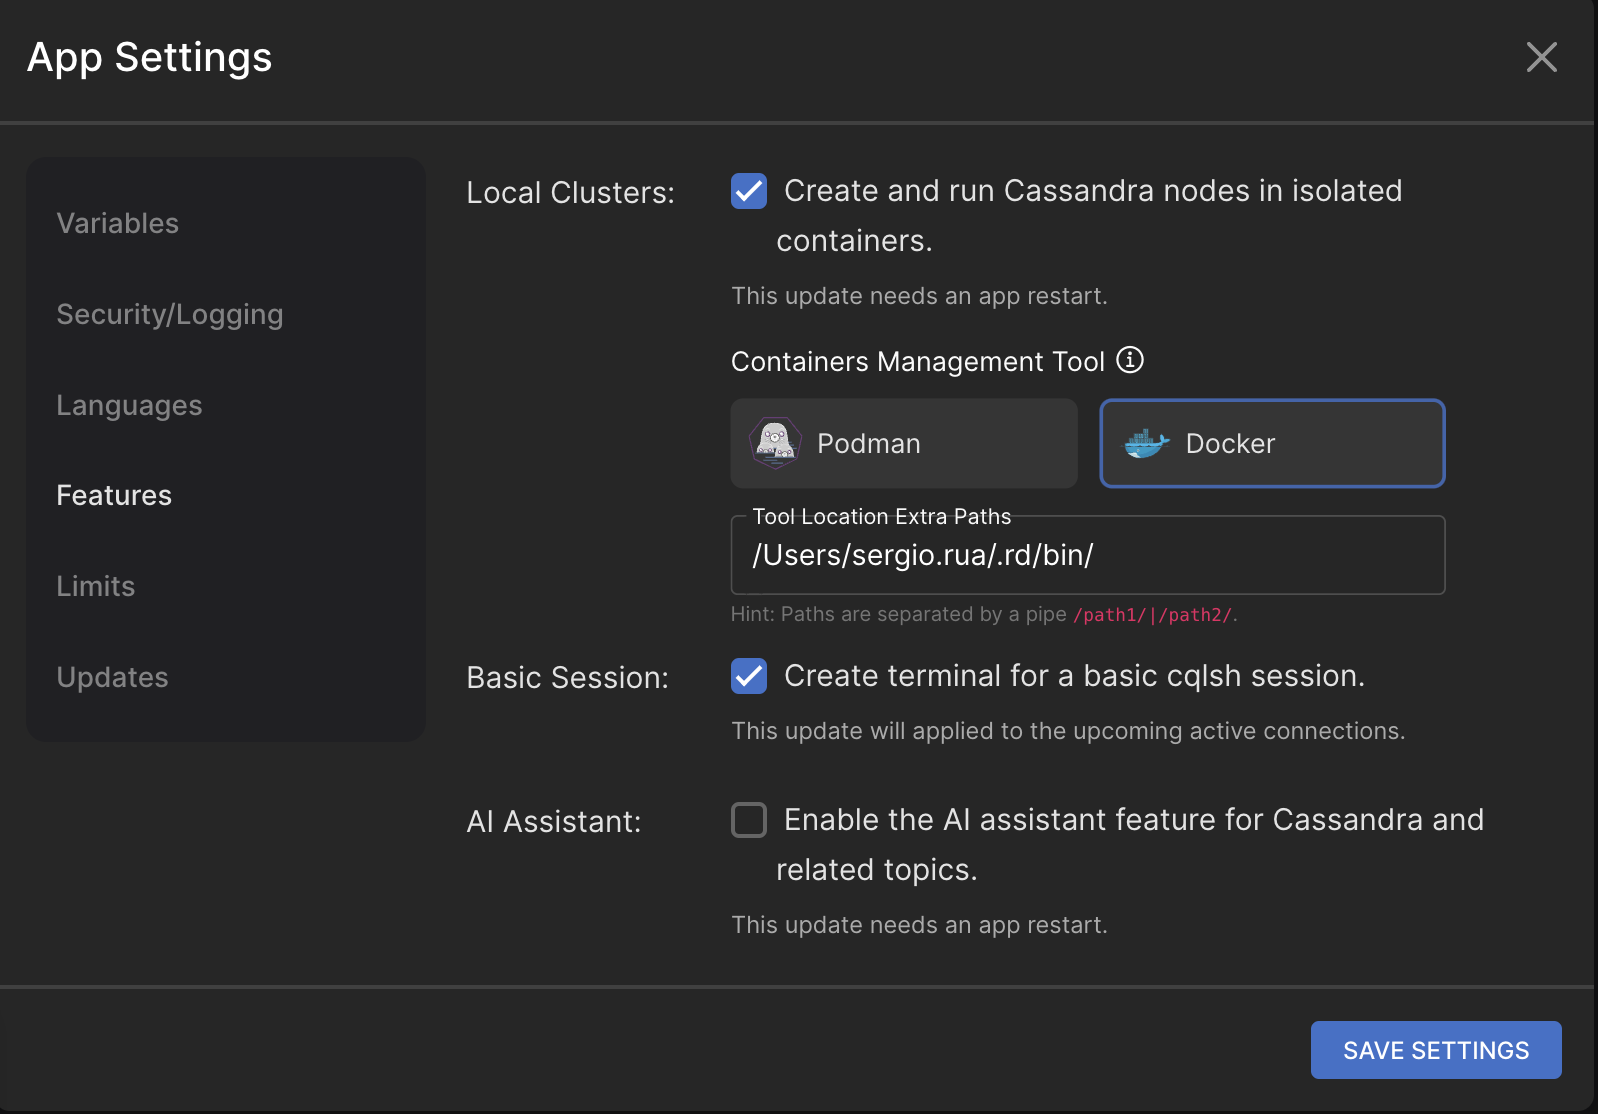 App Settings
Variables
Security/Logging
Languages
Features
Limits
Updates
Local Clusters:
Create and run Cassandra nodes in isolated
containers.
This update needs an app restart.
Containers Management Tool
Podman
Docker
Tool Location Extra Paths
/Users/sergio.rua/.rd/bin/
Hint: Paths are separated by a pipe /path1/|/path2/.
Basic Session:
Create terminal for a basic cqlsh session.
This update will applied to the upcoming active connections.
AI Assistant:
Enable the AI assistant feature for Cassandra and
related topics.
This update needs an app restart.
SAVE SETTINGS